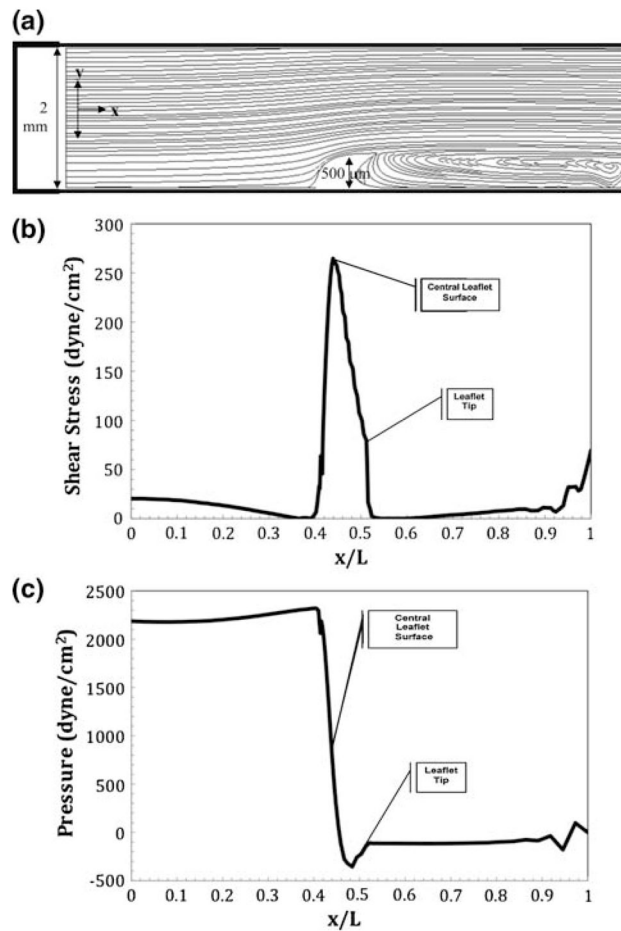 (a)
2
mm
v
x
500 μm
(b)
Shear Stress (dyne/cm²)
300
250
200
150
100
50
0
Central Leaflet
Surface
Leaflet
Tip
0 0.1 0.2 0.3 0.4 0.5 0.6 0.7 0.8 0.9 1
x/L
(c)
Pressure (dyne/cm²)
2500
2000
1500
1000
500
0
-500
Central
Leaflet
Surface
Leaflet
Tip
0 0.1 0.2 0.3 0.4 0.5 0.6 0.7 0.8 0.9 1
x/L